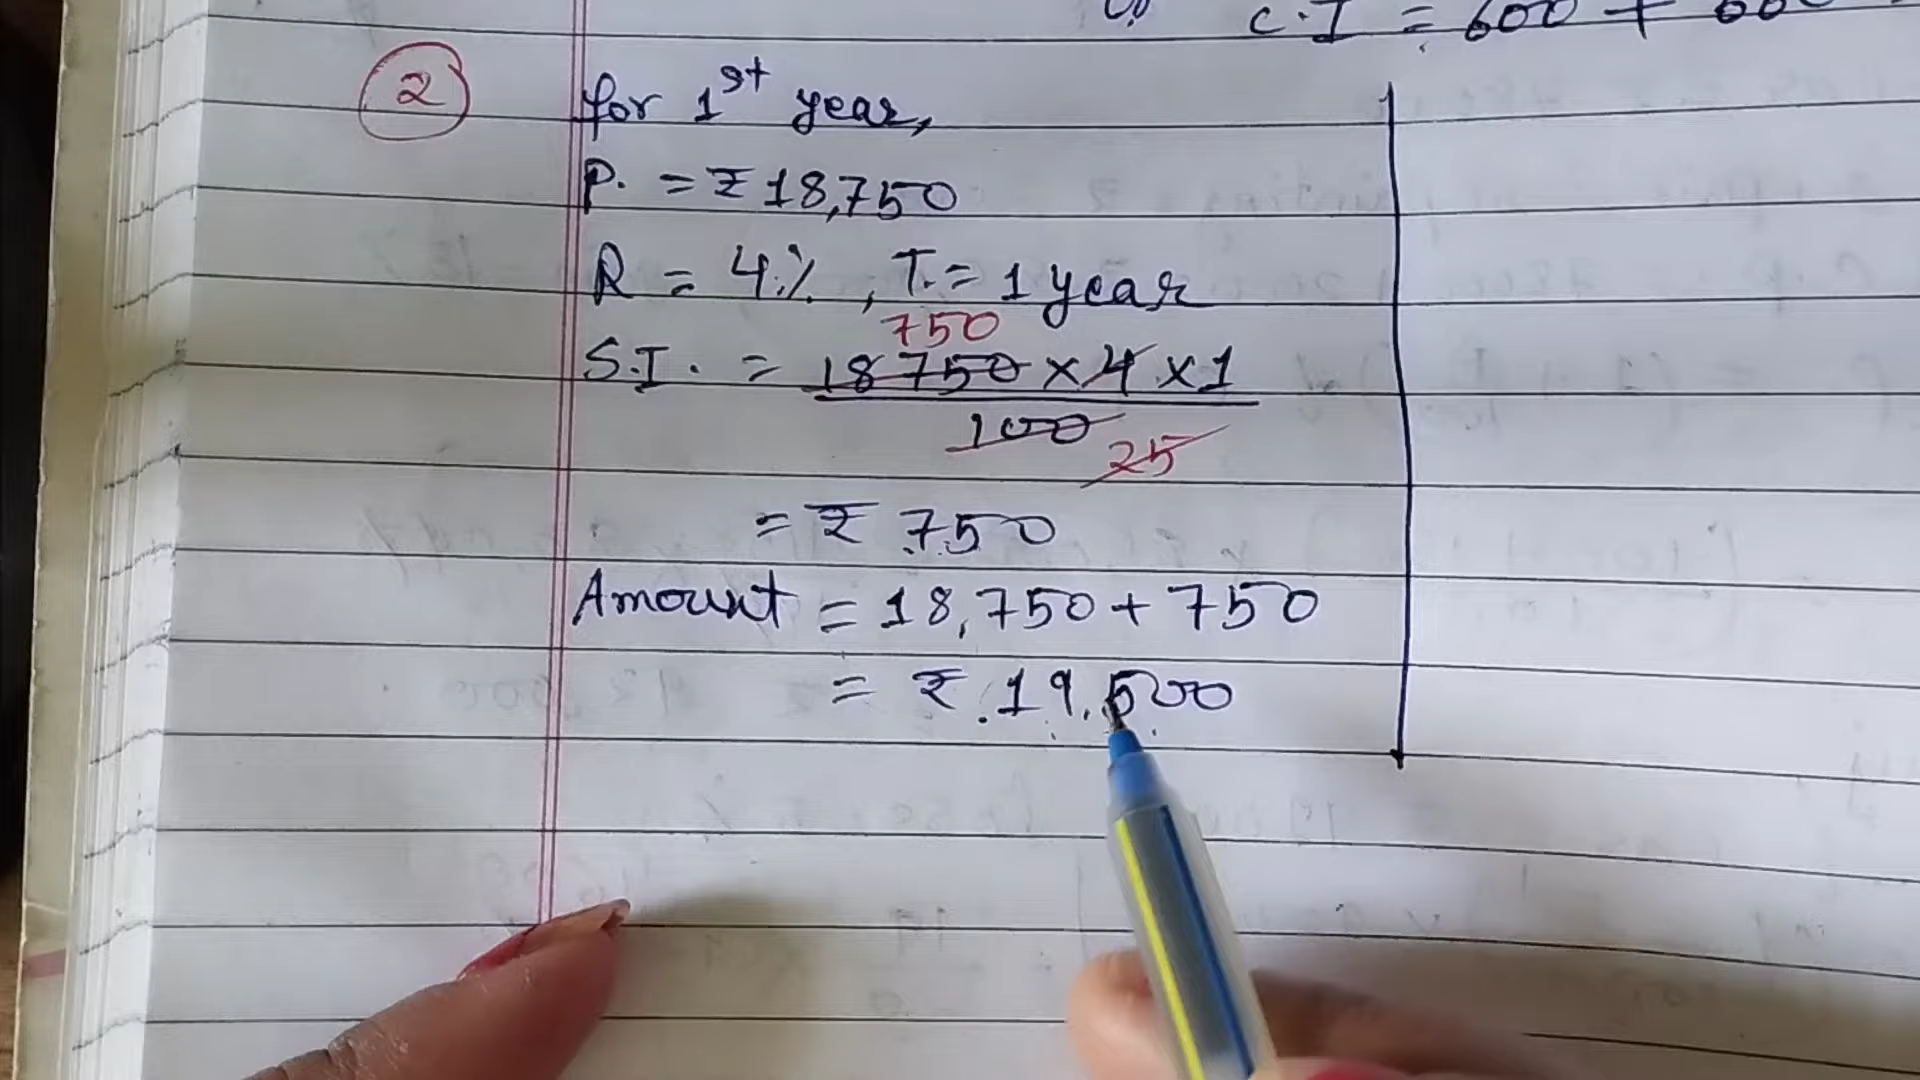 C.I = 600 +
2
for 1st year,
P. = ₹ 18,750
R = 4% , T. = 1 year
750
S.I. = 18750 × 4 × 1
100
25
= ₹ 750
Amount = 18,750 + 750
= ₹ 19,500